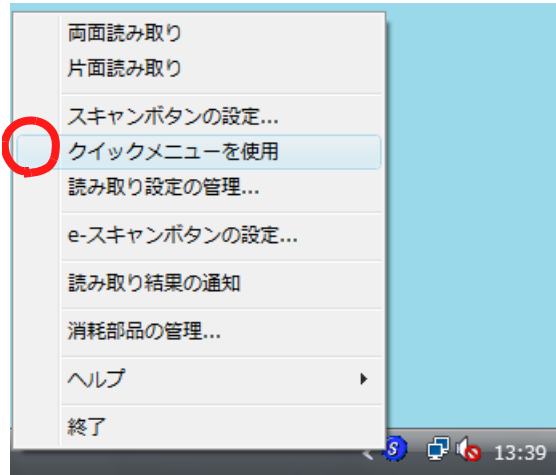 両面読み取り
片面読み取り
スキャンボタンの設定...
クイックメニューを使用
読み取り設定の管理...
e-スキャンボタンの設定...
読み取り結果の通知
消耗部品の管理...
ヘルプ
終了
S
13:39